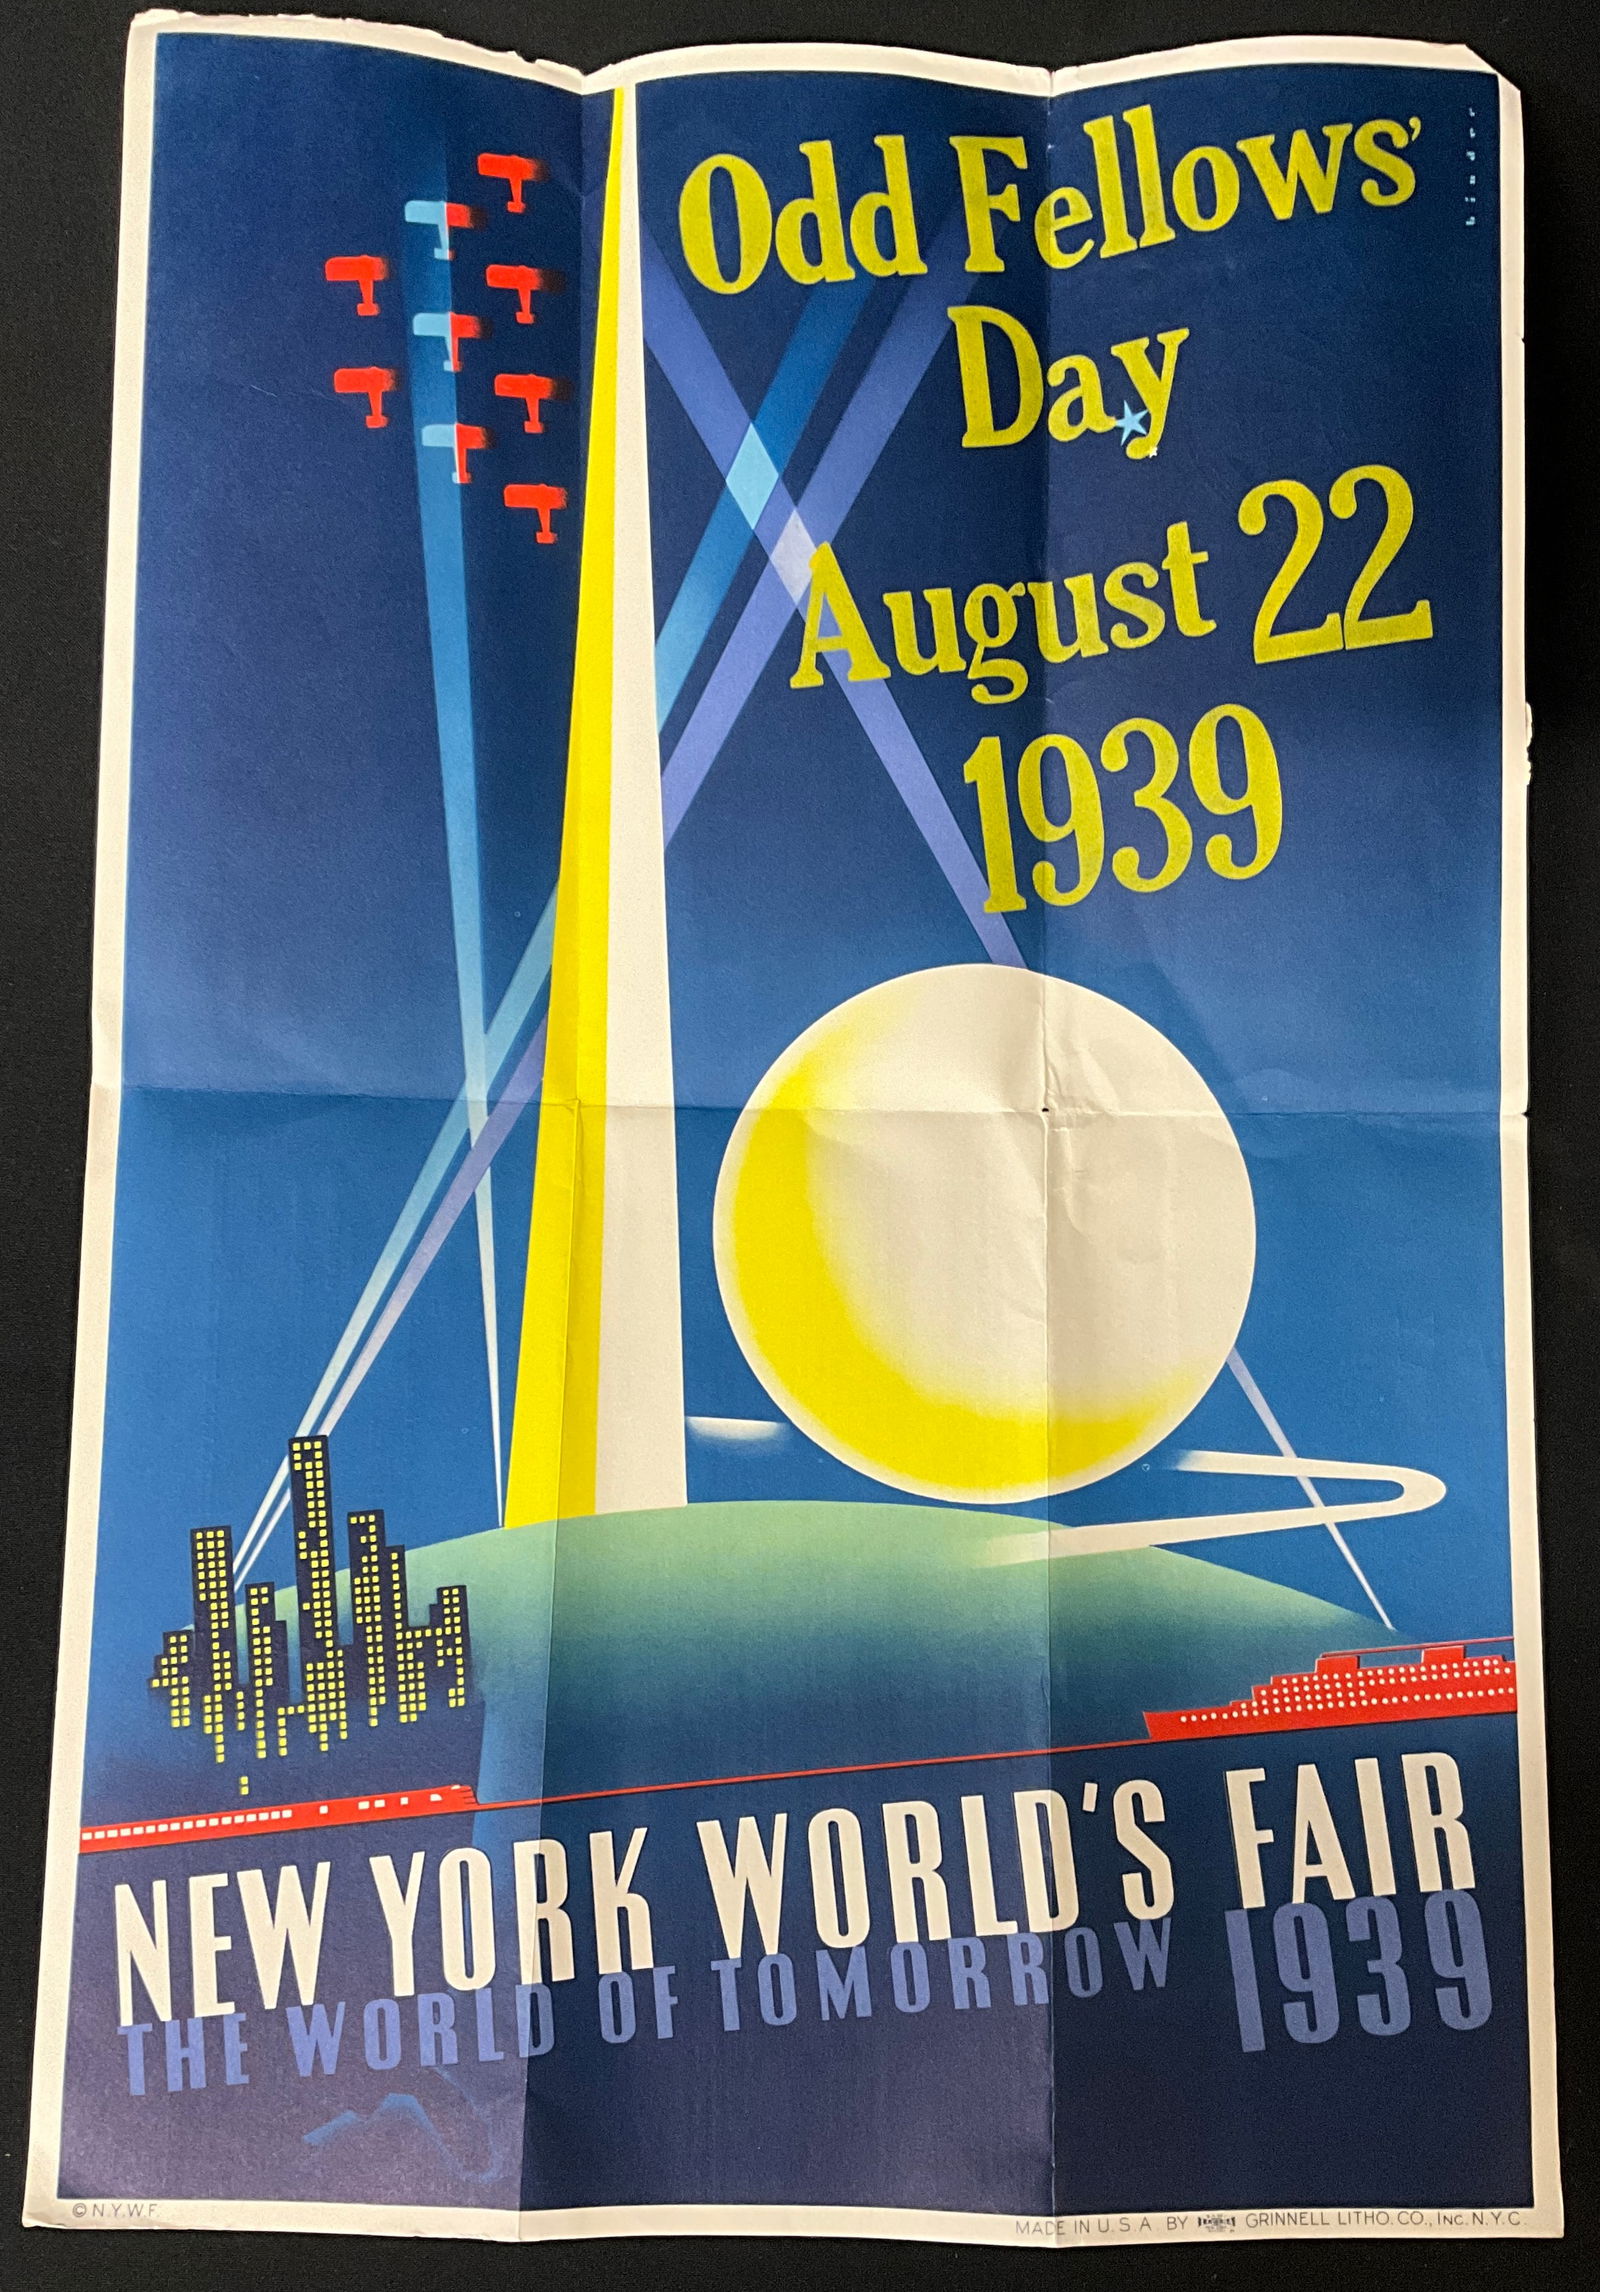 binder
Odd Fellows'
Day
August 22
1939
NEW YORK WORLD'S FAIR
THE WORLD OF TOMORROW 1939
© N.Y.W.F.
MADE IN U.S.A. BY GRINNELL LITHO. CO., INC. N.Y.C.